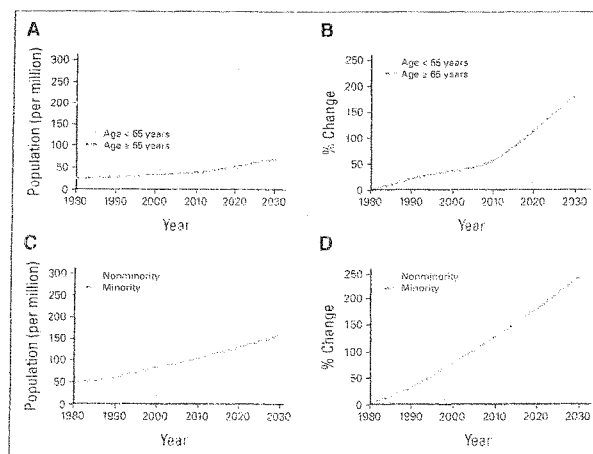 A
Population (per million)
300
250
200
150
100
50
0
Age < 65 years
Age ≥ 65 years
1980 1990 2000 2010 2020 2030
Year
B
% Change
250
200
150
100
50
0
Age < 65 years
Age ≥ 65 years
1980 1990 2000 2010 2020 2030
Year
C
Population (per million)
300
250
200
150
100
50
0
Nonminority
Minority
1980 1990 2000 2010 2020 2030
Year
D
% Change
250
200
150
100
50
0
Nonminority
Minority
1980 1990 2000 2010 2020 2030
Year